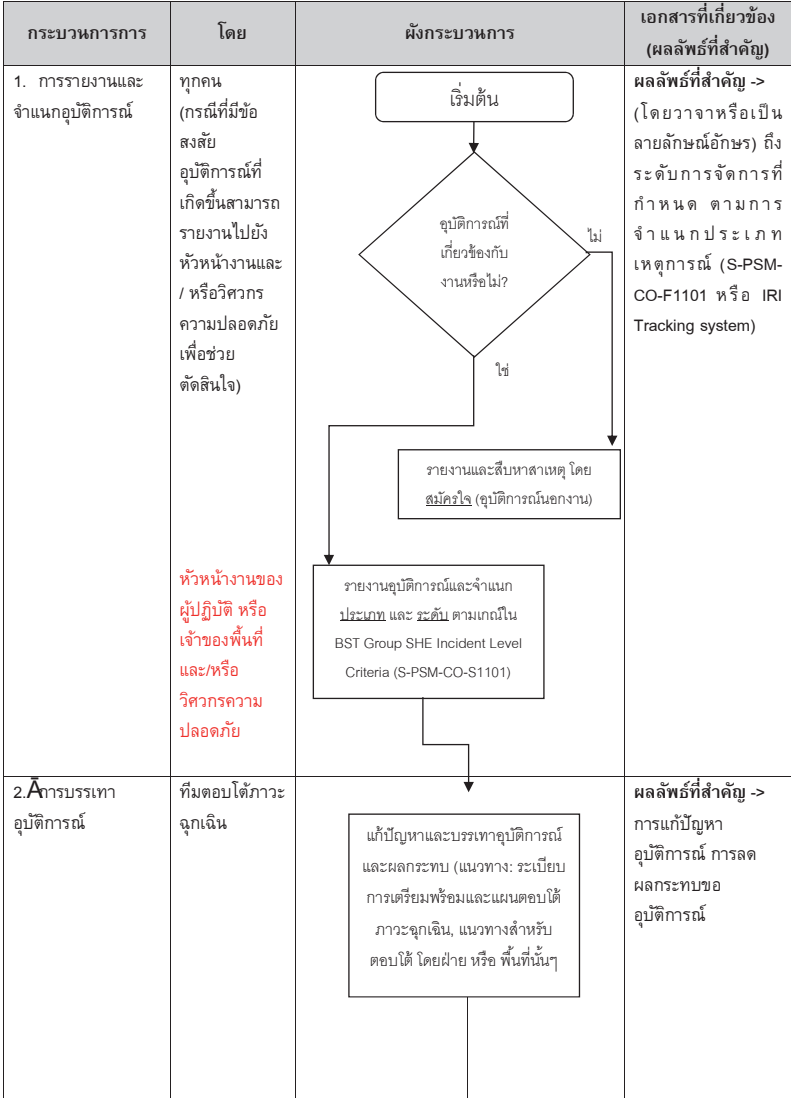 กระบวนการการ
โดย
ผังกระบวนการ
เอกสารที่เกี่ยวข้อง
(ผลลัพธ์ที่สำคัญ)
1. การรายงานและ
จำแนกอุบัติการณ์
ทุกคน
(กรณีที่มีข้อ
สงสัย
อุบัติการณ์ที่
เกิดขึ้นสามารถ
รายงานไปยัง
หัวหน้างานและ
/ หรือวิศวกร
ความปลอดภัย
เพื่อช่วย
ตัดสินใจ)
หัวหน้างานของ
ผู้ปฏิบัติ หรือ
เจ้าของพื้นที่
และ/หรือ
วิศวกรความ
ปลอดภัย
เริ่มต้น
อุบัติการณ์ที่
เกี่ยวข้องกับ
งานหรือไม่?
ไม่
ใช่
รายงานและสืบหาสาเหตุ โดย
สมัครใจ (อุบัติการณ์นอกงาน)
รายงานอุบัติการณ์และจำแนก
ประเภท และ ระดับ ตามเกณ์ใน
BST Group SHE Incident Level
Criteria (S-PSM-CO-S1101)
ผลลัพธ์ที่สำคัญ ->
(โดยวาจาหรือเป็น
ลายลักษณ์อักษร) ถึง
ระดับการจัดการที่
กำหนด ตามการ
จำแนกประเภท
เหตุการณ์ (S-PSM-
CO-F1101 หรือ IRI
Tracking system)
2.Āการบรรเทา
อุบัติการณ์
ทีมตอบโต้ภาวะ
ฉุกเฉิน
แก้ปัญหาและบรรเทาอุบัติการณ์
และผลกระทบ (แนวทาง: ระเบียบ
การเตรียมพร้อมและแผนตอบโต้
ภาวะฉุกเฉิน, แนวทางสำหรับ
ตอบโต้ โดยฝ่าย หรือ พื้นที่นั้นๆ
ผลลัพธ์ที่สำคัญ ->
การแก้ปัญหา
อุบัติการณ์ การลด
ผลกระทบขอ
อุบัติการณ์